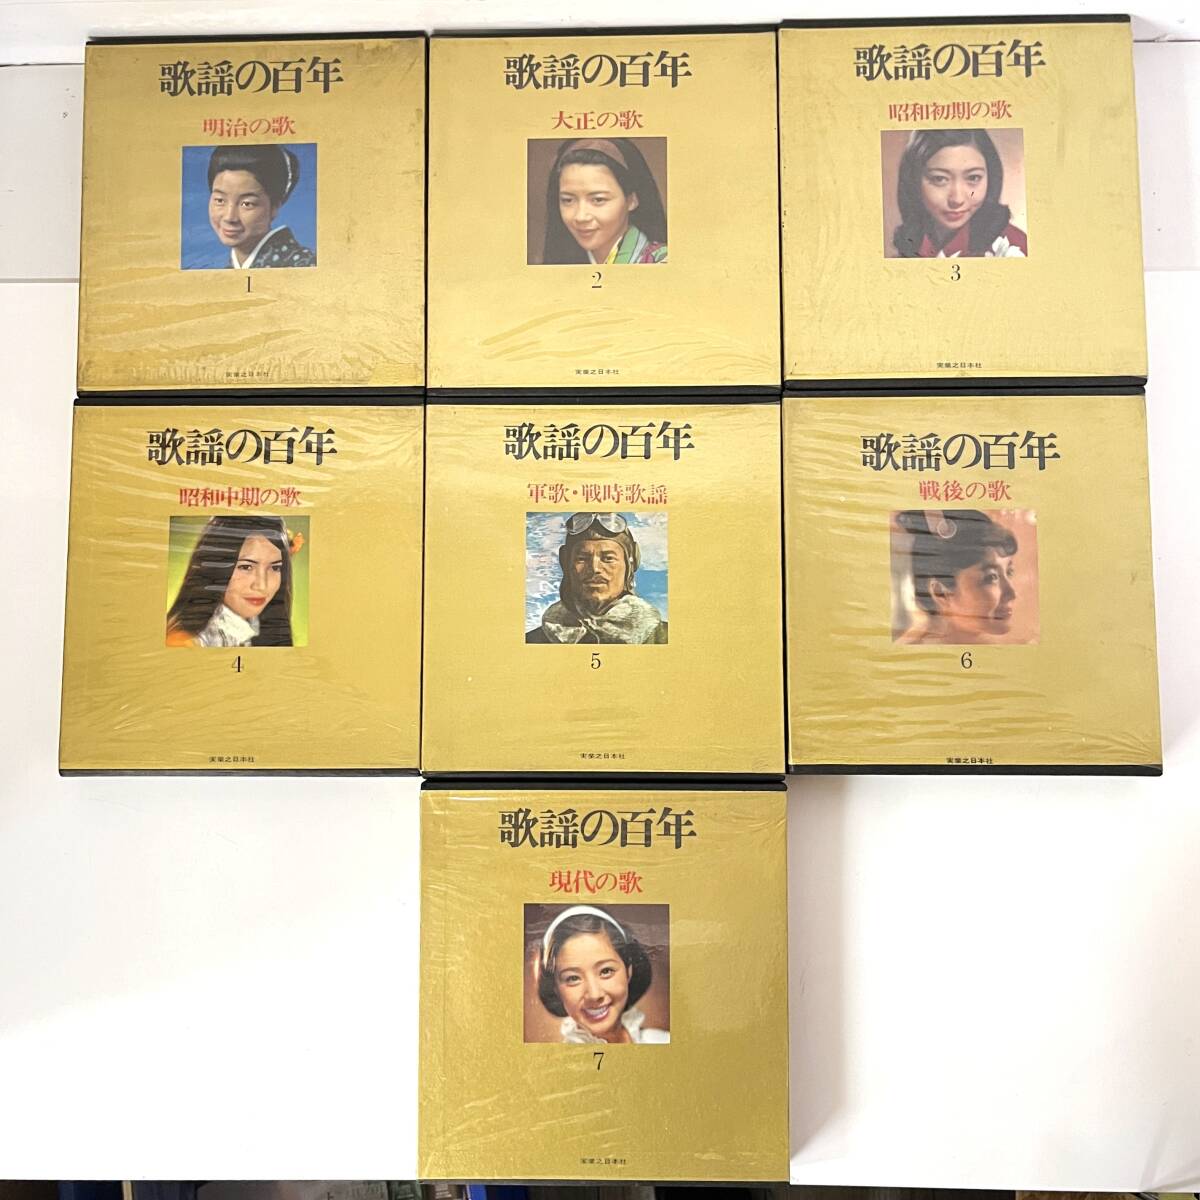 歌謡の百年
明治の歌
1
実業之日本社
歌謡の百年
大正の歌
2
実業之日本社
歌謡の百年
昭和初期の歌
3
実業之日本社
歌謡の百年
昭和中期の歌
4
実業之日本社
歌謡の百年
軍歌・戦時歌謡
5
実業之日本社
歌謡の百年
戦後の歌
6
実業之日本社
歌謡の百年
現代の歌
7
実業之日本社